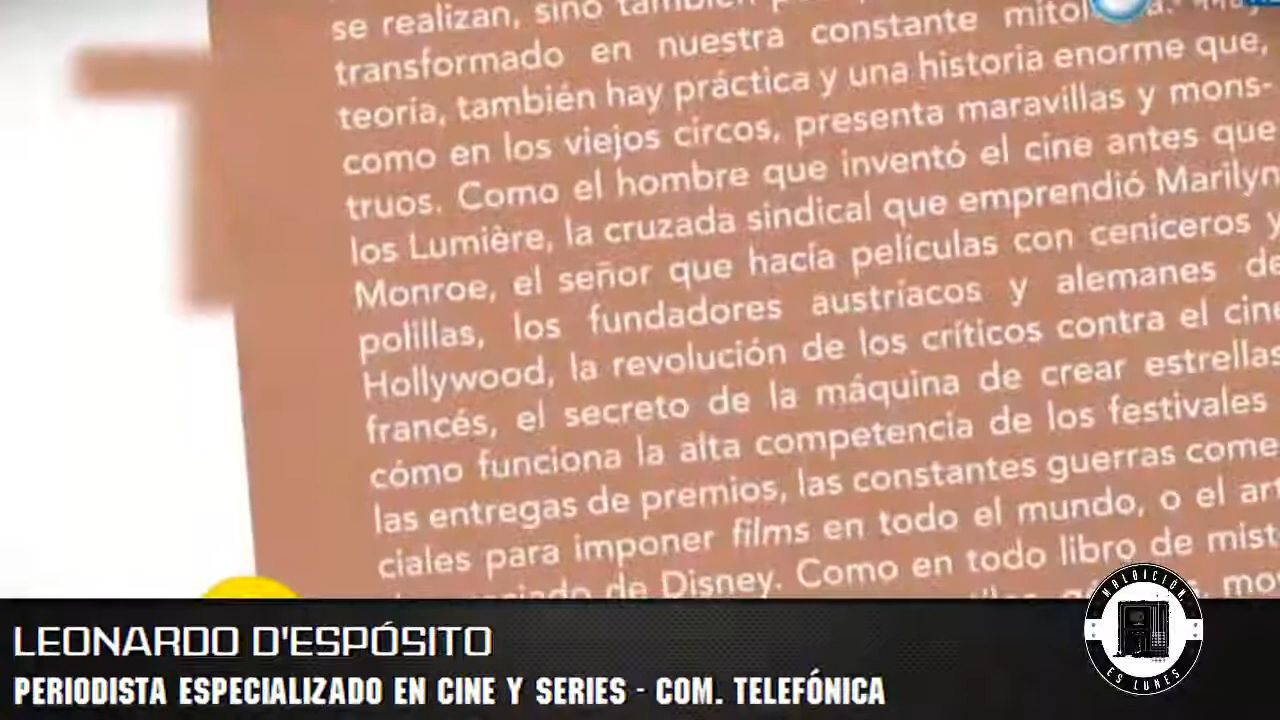 se realizan, sino también
transformado en nuestra constante
teoría, también hay práctica y una historia enorme que,
como en los viejos circos, presenta maravillas y mons-
truos. Como el hombre que inventó el cine antes que
los Lumière, la cruzada sindical que emprendió Marilyn
Monroe, el señor que hacía películas con ceniceros y
polillas, los fundadores austríacos y alemanes de
Hollywood, la revolución de los críticos contra el cine
francés, el secreto de la máquina de crear estrellas
cómo funciona la alta competencia de los festivales
las entregas de premios, las constantes guerras come
ciales para imponer films en todo el mundo, o el
de Disney. Como en todo libro de
LEONARDO D'ESPÓSITO
PERIODISTA ESPECIALIZADO EN CINE Y SERIES - COM. TELEFÓNICA
MALDICIÓN,
ES LUNES